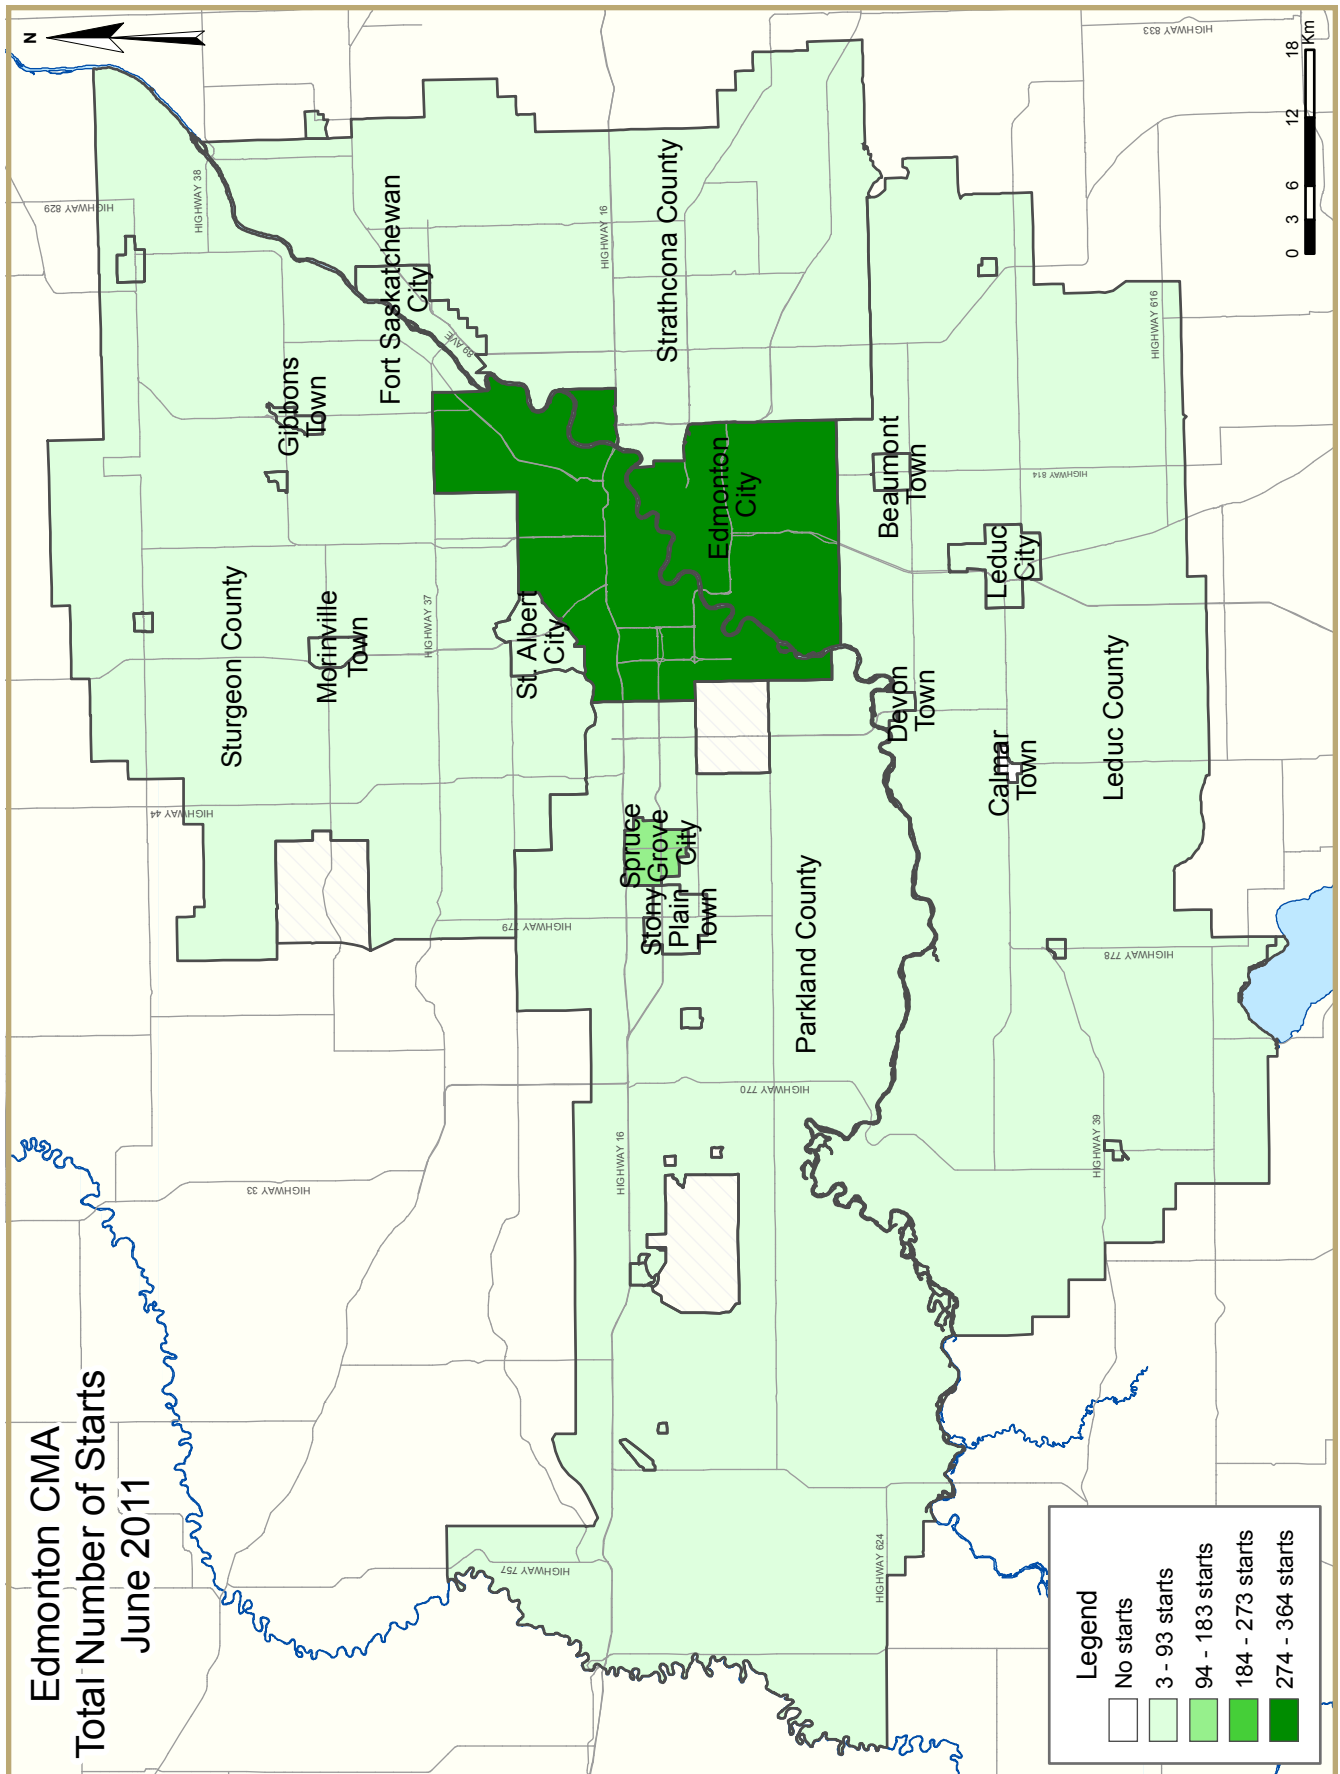 Edmonton CMA
Total Number of Starts
June 2011
N
HIGHWAY 829
HIGHWAY 38
HIGHWAY 833
Fort Saskatchewan
City
89 AVE
Gibbons
Town
HIGHWAY 16
Strathcona County
Sturgeon County
Morinville
Town
HIGHWAY 37
St. Albert
City
Edmonton
City
Beaumont
Town
HIGHWAY 814
HIGHWAY 616
Leduc
City
HIGHWAY 44
Spruce
Grove
City
Stony
Plain
Town
HIGHWAY 779
Devon
Town
Calmar
Town
Leduc County
Parkland County
HIGHWAY 778
HIGHWAY 770
HIGHWAY 33
HIGHWAY 16
HIGHWAY 39
HIGHWAY 757
HIGHWAY 624
Legend
No starts
3 - 93 starts
94 - 183 starts
184 - 273 starts
274 - 364 starts
0 3 6 12 18
Km